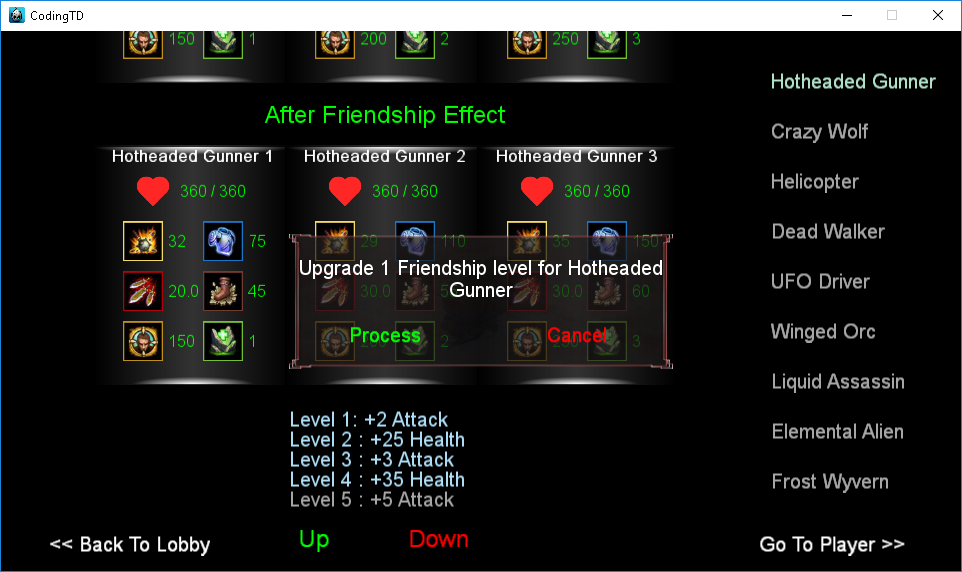 CodingTD
150 1 200 2 250 3
After Friendship Effect
Hotheaded Gunner 1 Hotheaded Gunner 2 Hotheaded Gunner 3
360 / 360 360 / 360 360 / 360
32 75 29 110 35 150
Upgrade 1 Friendship level for Hotheaded
Gunner
20.0 45 30.0 30.0 60
Process Cancel
150 1 2 3
Level 1: +2 Attack
Level 2 : +25 Health
Level 3 : +3 Attack
Level 4 : +35 Health
Level 5 : +5 Attack
Up Down
<< Back To Lobby
Hotheaded Gunner
Crazy Wolf
Helicopter
Dead Walker
UFO Driver
Winged Orc
Liquid Assassin
Elemental Alien
Frost Wyvern
Go To Player >>